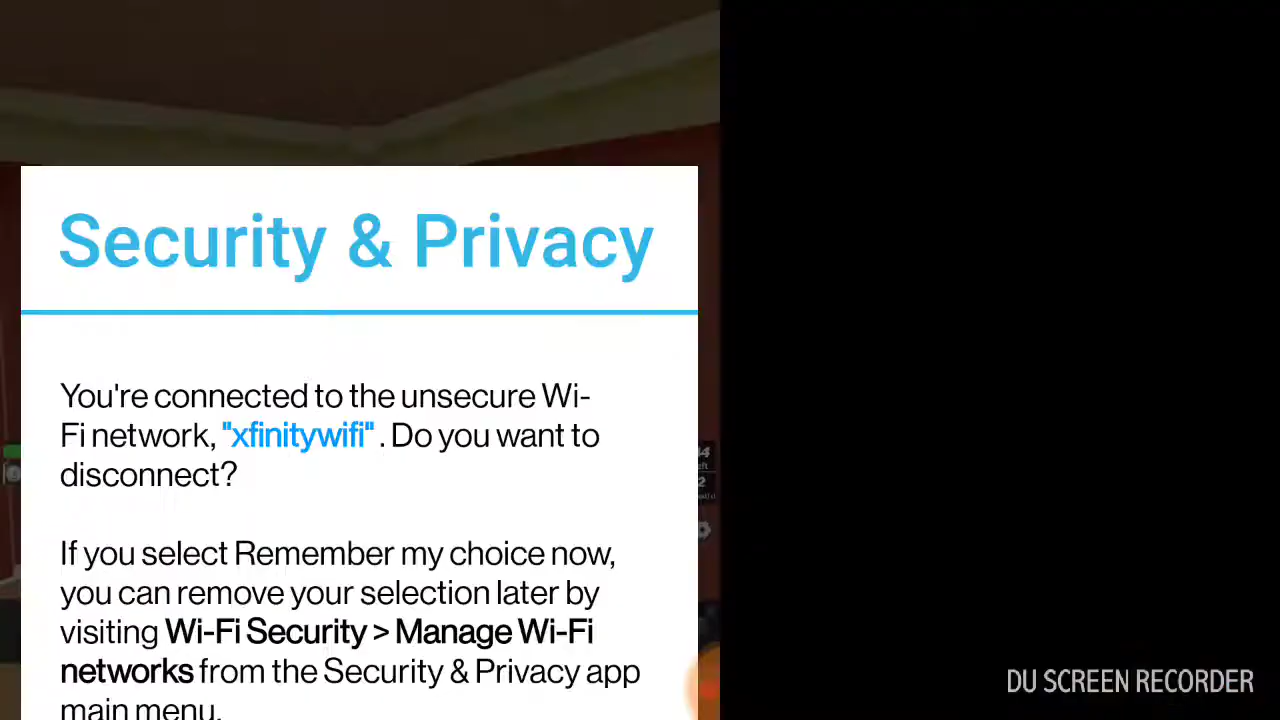 Security & Privacy
You're connected to the unsecure Wi-
Fi network, "xfinitywifi" . Do you want to
disconnect?
If you select Remember my choice now,
you can remove your selection later by
visiting Wi-Fi Security > Manage Wi-Fi
networks from the Security & Privacy app
main menu.
DU SCREEN RECORDER